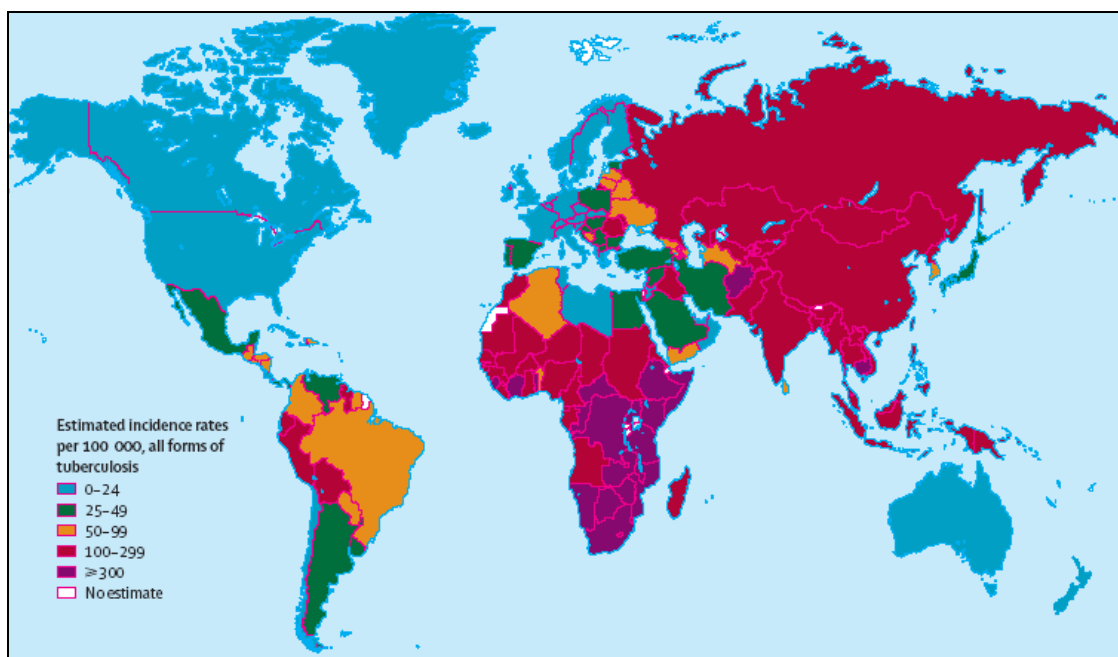 Estimated incidence rates
per 100 000, all forms of
tuberculosis
0–24
25–49
50–99
100–299
≥300
No estimate